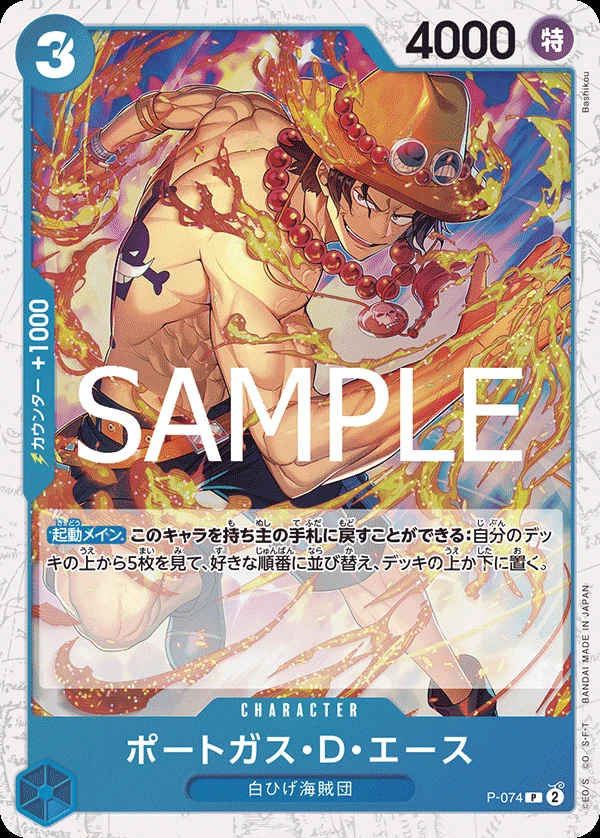 3
4000
特
Bashikou
カウンター +1000
SAMPLE
起動メイン このキャラを持ち主の手札に戻すことができる：自分のデッ
キの上から5枚を見て、好きな順番に並び替え、デッキの上か下に置く。
CHARACTER
ポートガス・D・エース
白ひげ海賊団
P-074 P 2
©E.O./S. ©O./S.・F・T. BANDAI MADE IN JAPAN